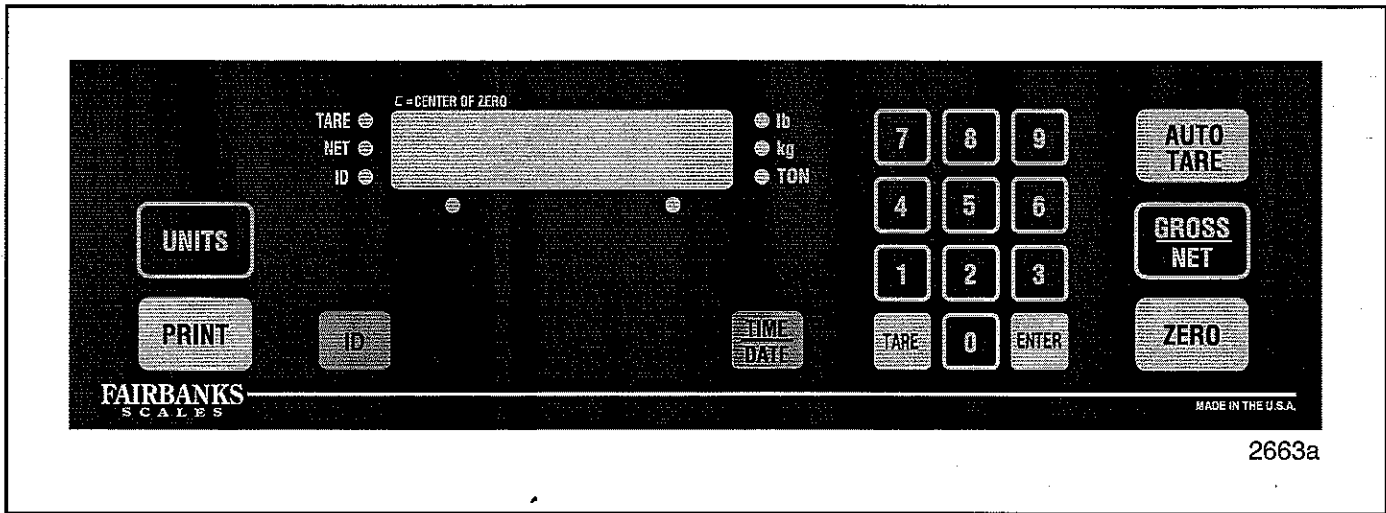 ⊏ =CENTER OF ZERO
TARE
NET
ID
lb
kg
TON
7 8 9
4 5 6
1 2 3
TARE 0 ENTER
AUTO
TARE
GROSS
NET
ZERO
UNITS
PRINT
ID
TIME
DATE
FAIRBANKS
SCALES
MADE IN THE U.S.A.
2663a